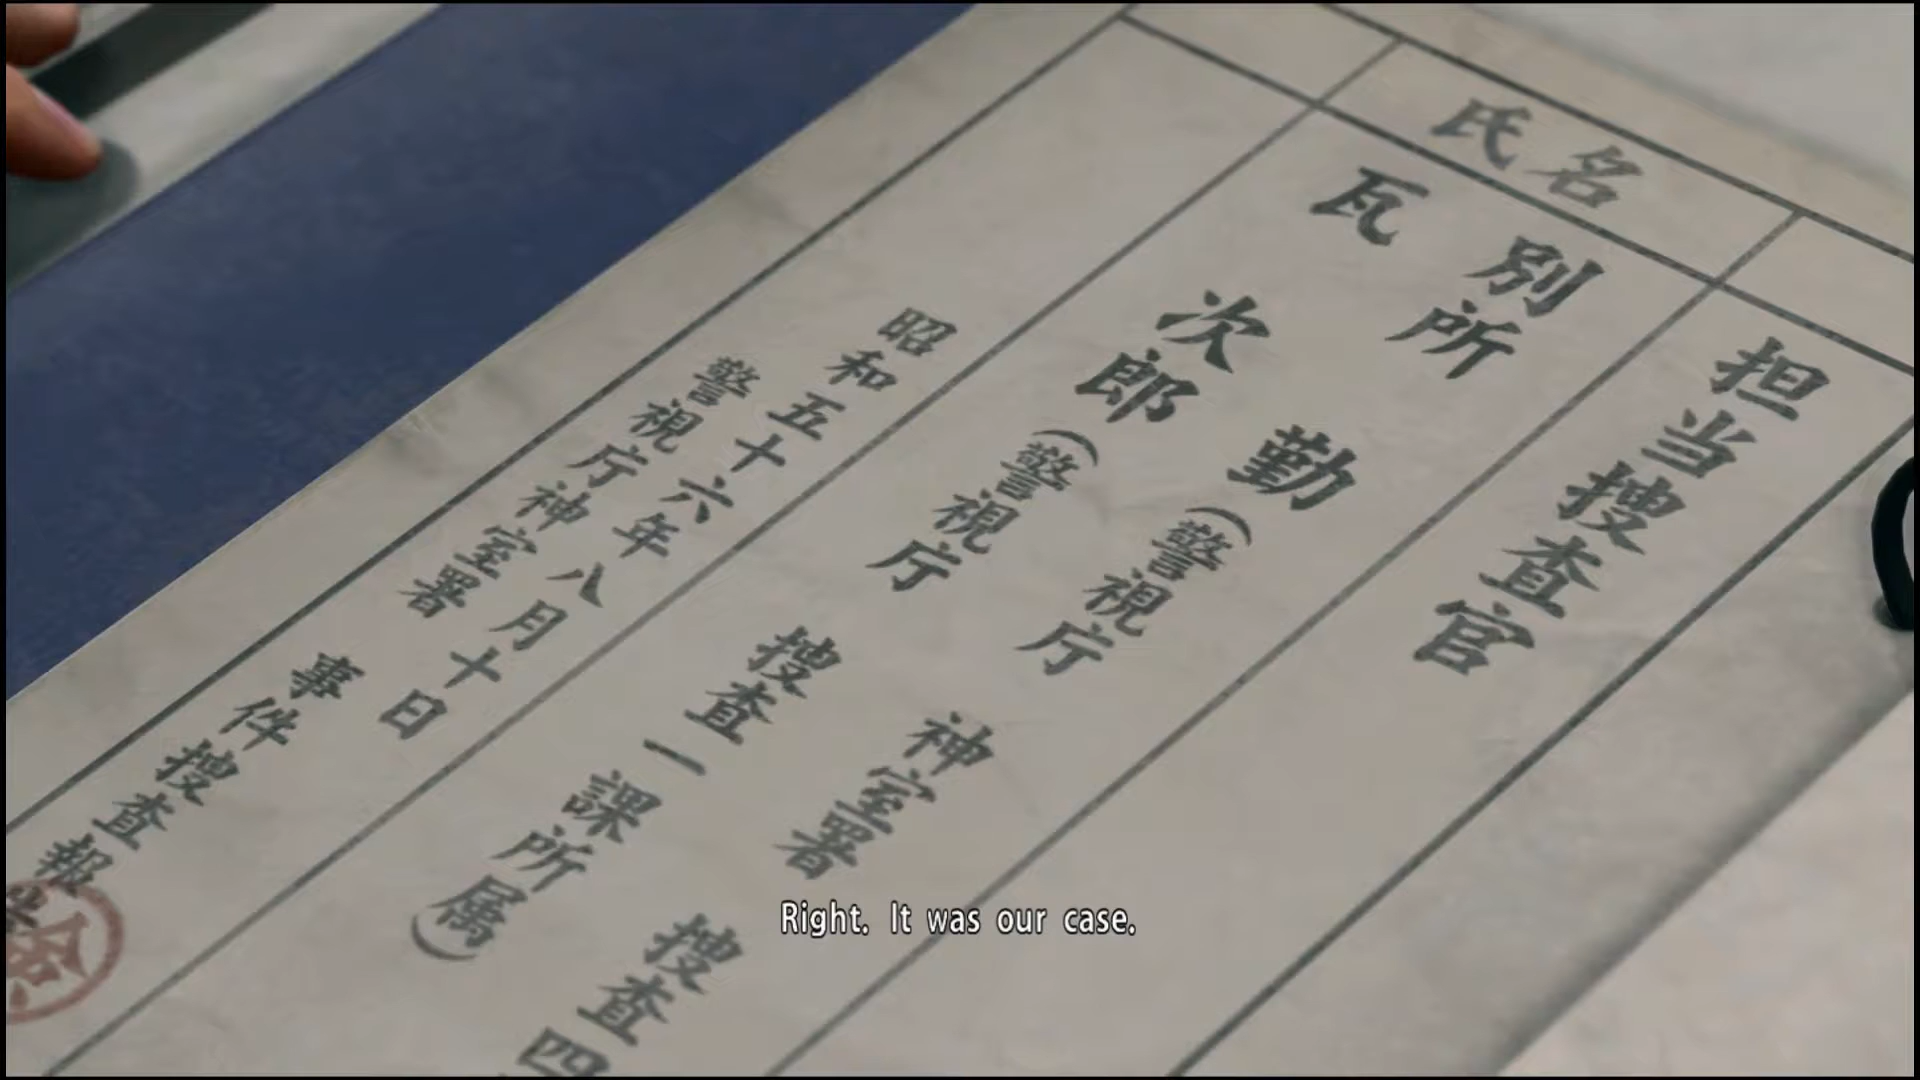 氏名
担当捜査官
別所 勤(警視庁 神室署 捜査四
瓦 次郎(警視庁 捜査一課所属)
昭和五十六年八月十日
警視庁神室署 事件捜査報告
検
Right. It was our case.